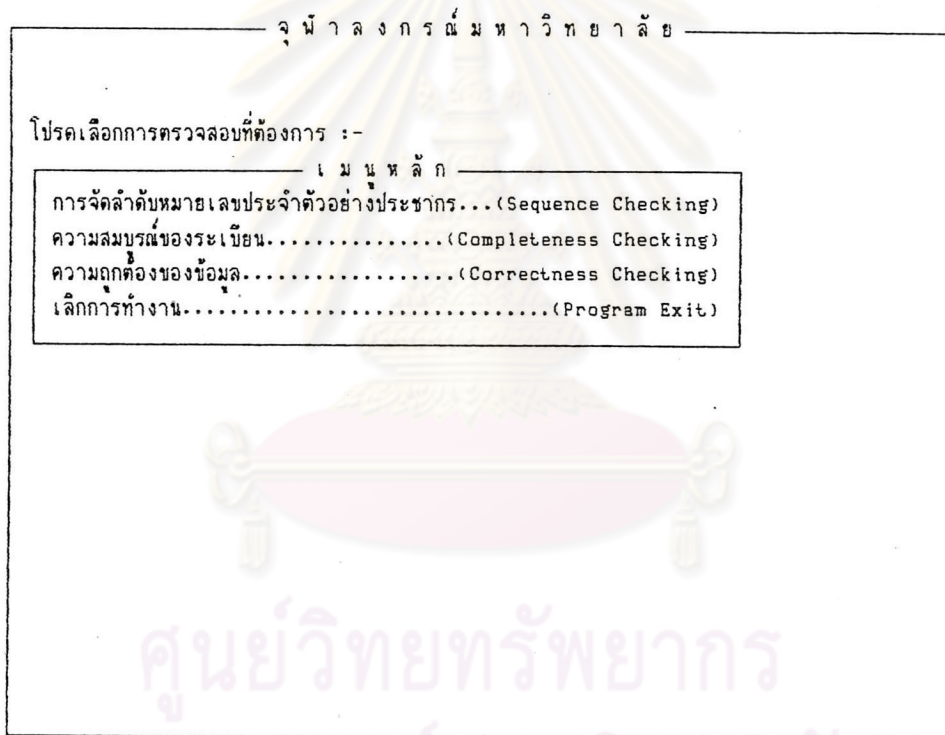 จุฬาลงกรณ์มหาวิทยาลัย
โปรดเลือกการตรวจสอบที่ต้องการ :-
เมนูหลัก
การจัดลำดับหมายเลขประจำตัวอย่างประชากร...(Sequence Checking)
ความสมบูรณ์ของระเบียน................(Completeness Checking)
ความถูกต้องของข้อมูล...................(Correctness Checking)
เลิกการทำงาน.................................(Program Exit)
ศูนย์วิทยทรัพยากร